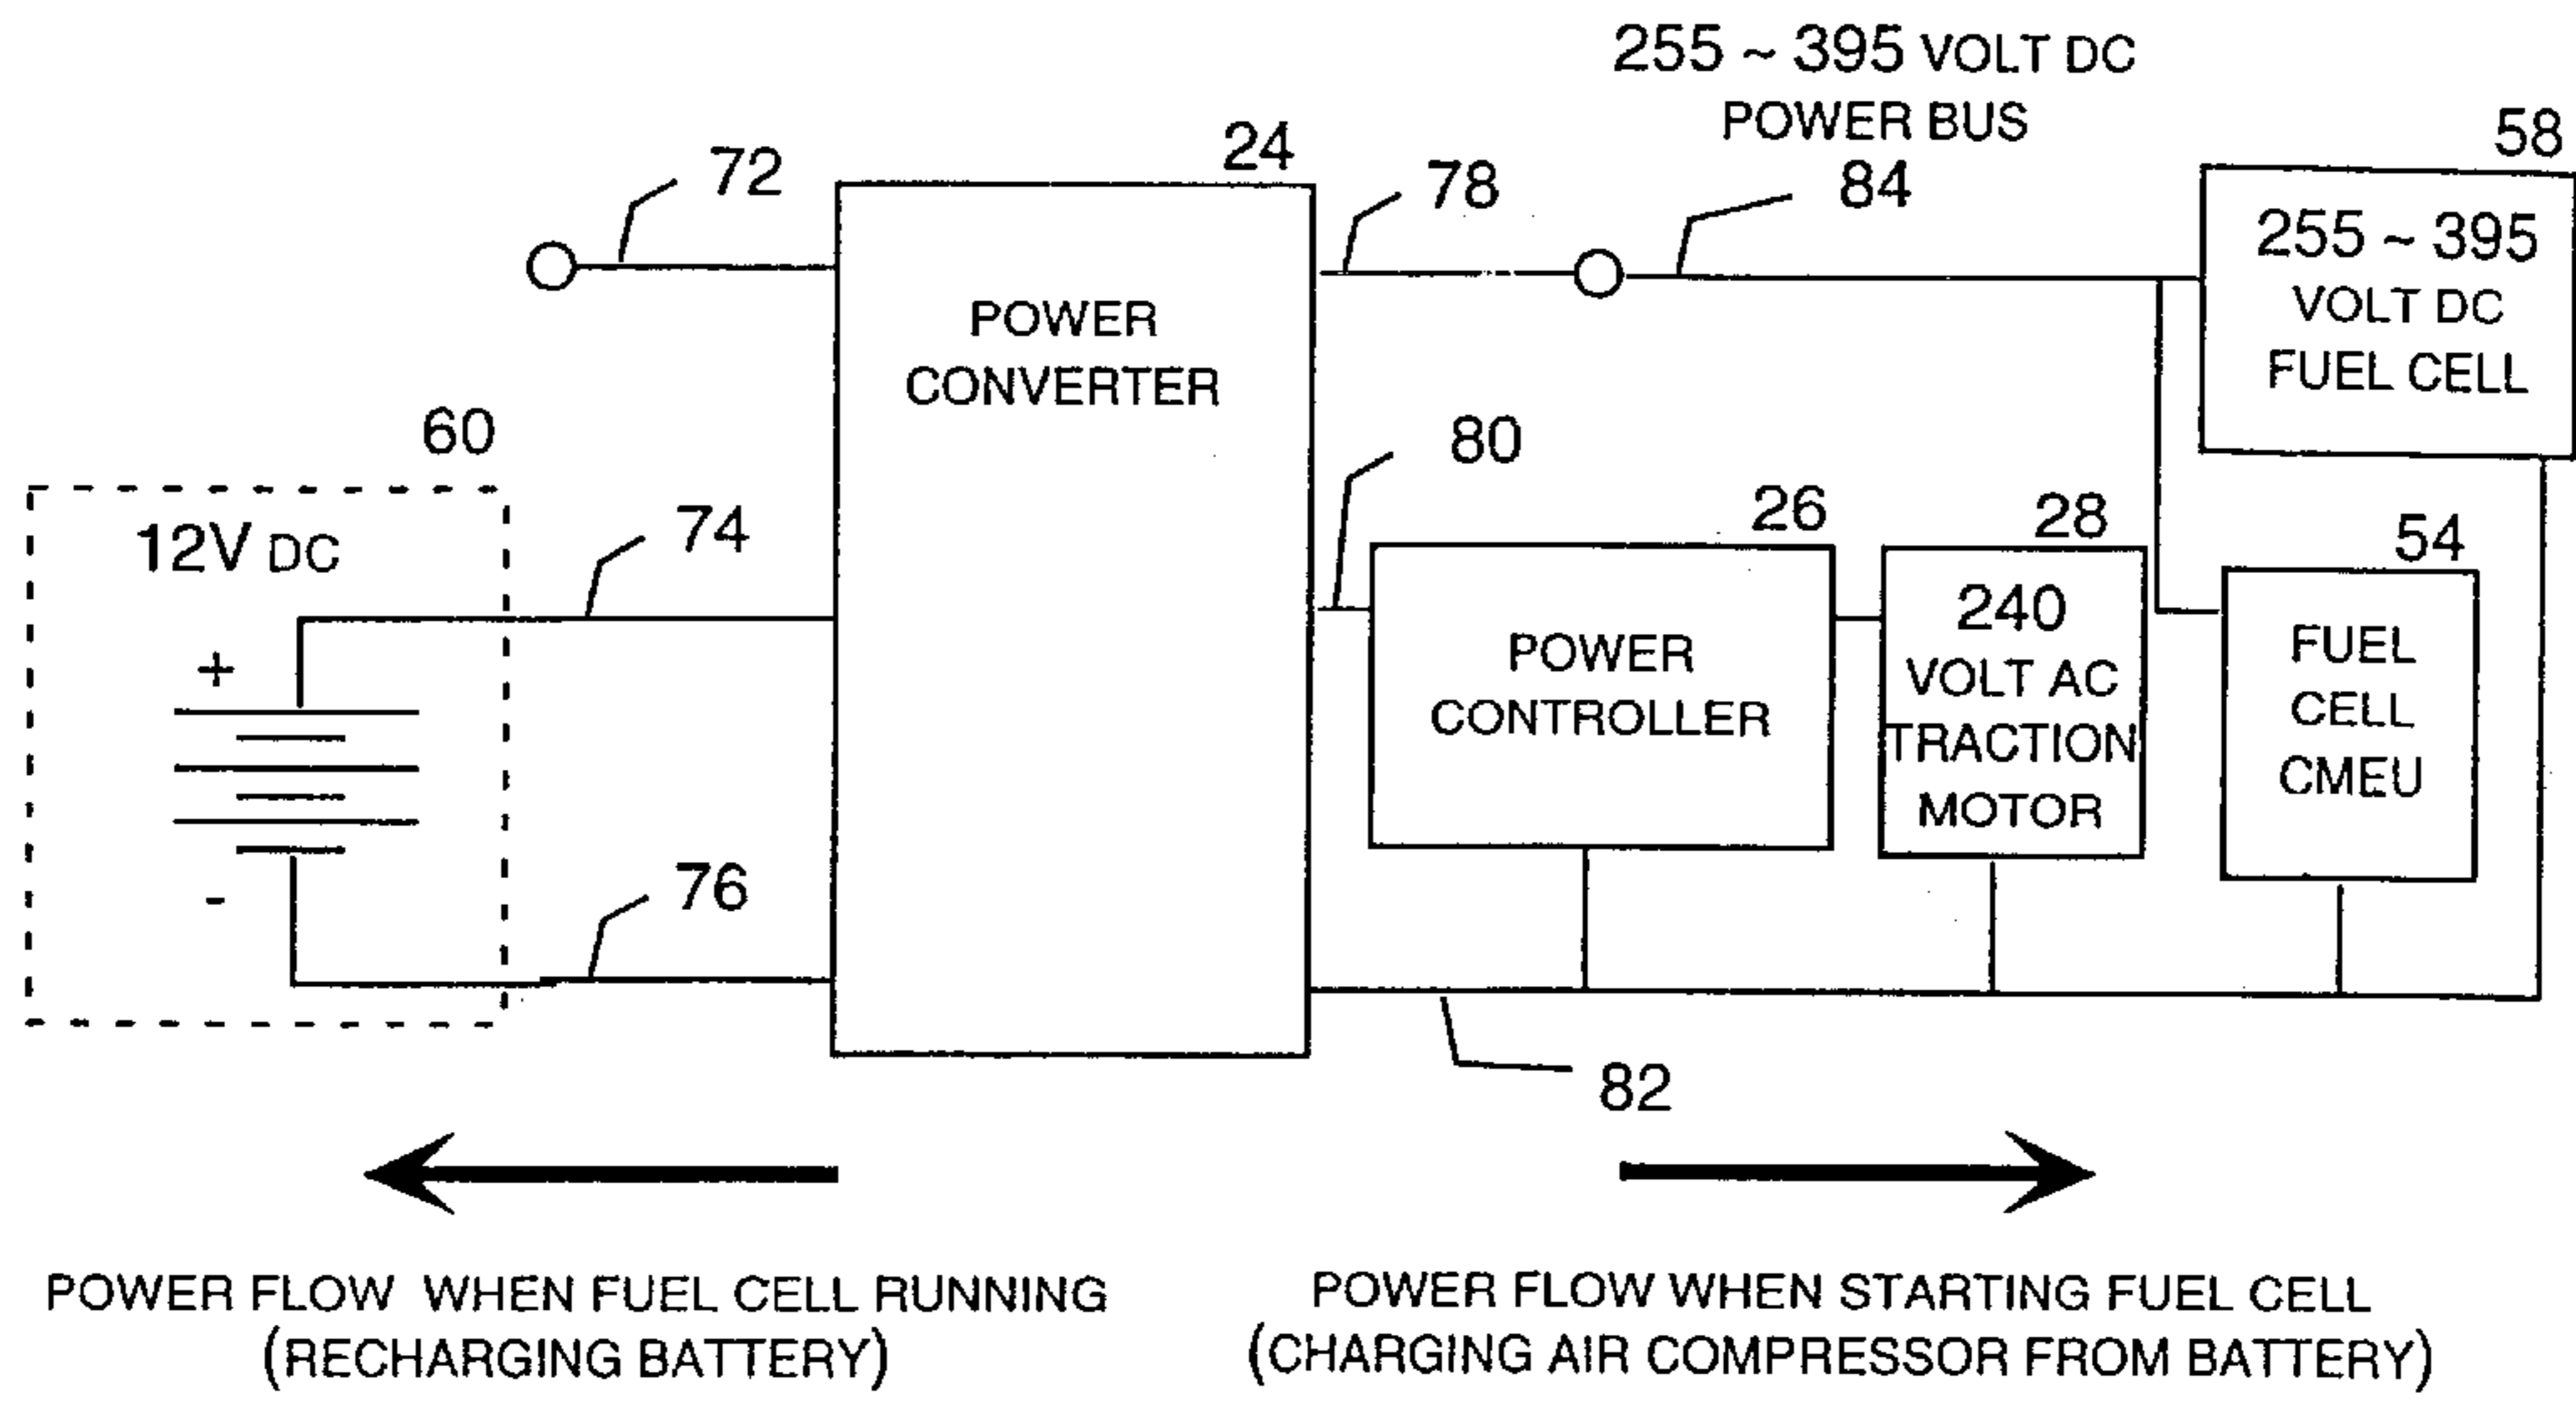 255 ~ 395 VOLT DC
POWER BUS
72
24
78
84
58
POWER
CONVERTER
255 ~ 395
VOLT DC
FUEL CELL
60
12V DC
74
80
26
28
54
+
-
POWER
CONTROLLER
240
VOLT AC
TRACTION
MOTOR
FUEL
CELL
CMEU
76
82
POWER FLOW WHEN FUEL CELL RUNNING
(RECHARGING BATTERY)
POWER FLOW WHEN STARTING FUEL CELL
(CHARGING AIR COMPRESSOR FROM BATTERY)